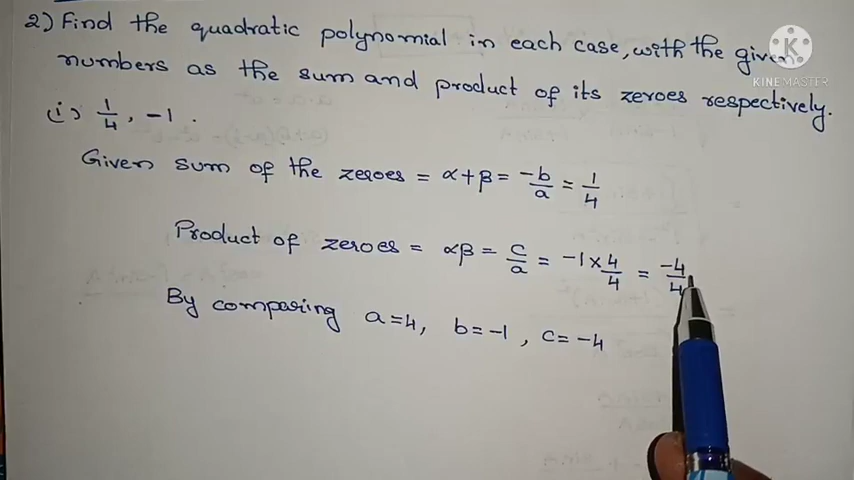 2) Find the quadratic polynomial in each case, with the given
numbers as the sum and product of its zeroes respectively.
(i) 1/4, -1.
Given sum of the zeroes = α+β = -b/a = 1/4
Product of zeroes = αβ = c/a = -1×4/4 = -4/4
By comparing a=4, b=-1, c=-4
KINEMASTER